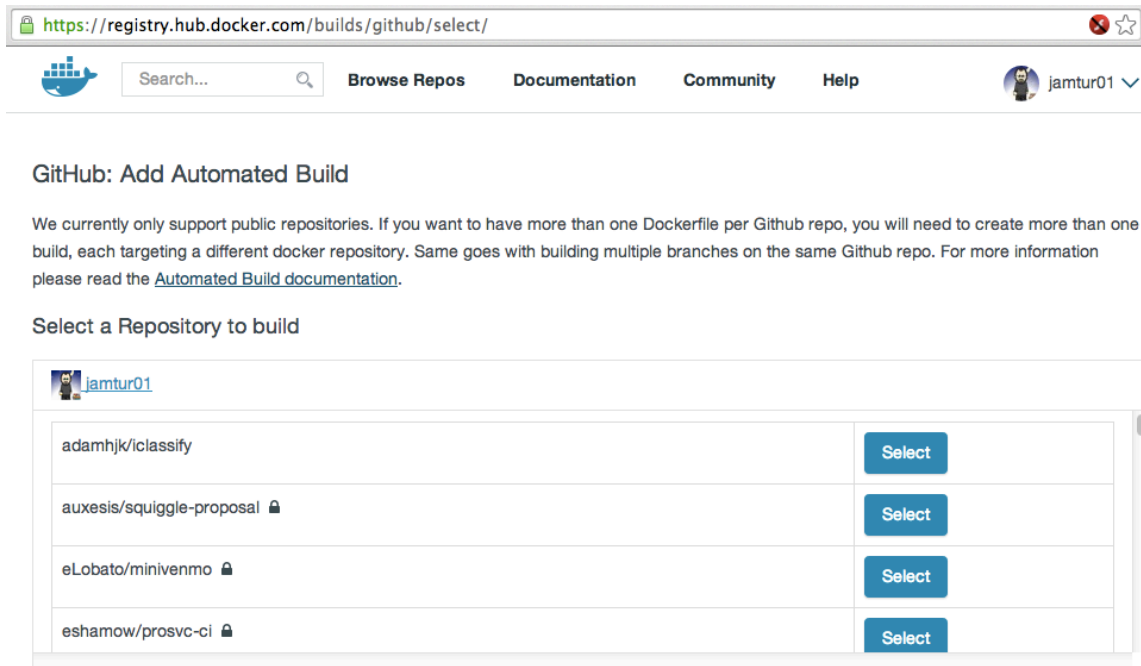 https://registry.hub.docker.com/builds/github/select/
Search...
Browse Repos
Documentation
Community
Help
jamtur01
GitHub: Add Automated Build
We currently only support public repositories. If you want to have more than one Dockerfile per Github repo, you will need to create more than one
build, each targeting a different docker repository. Same goes with building multiple branches on the same Github repo. For more information
please read the Automated Build documentation.
Select a Repository to build
jamtur01
adamhjk/iclassify
Select
auxesis/squiggle-proposal
Select
eLobato/minivenmo
Select
eshamow/prosvc-ci
Select